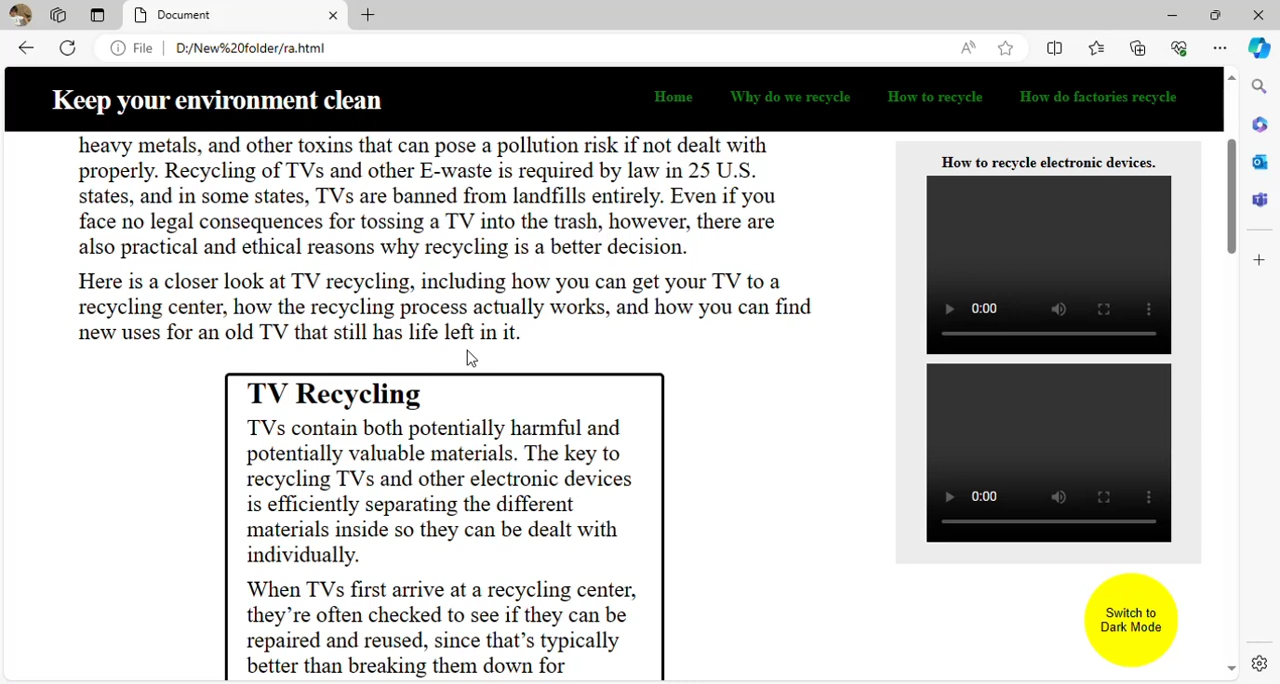 Document
File
D:/New%20folder/ra.html
Keep your environment clean
Home
Why do we recycle
How to recycle
How do factories recycle
heavy metals, and other toxins that can pose a pollution risk if not dealt with
properly. Recycling of TVs and other E-waste is required by law in 25 U.S.
states, and in some states, TVs are banned from landfills entirely. Even if you
face no legal consequences for tossing a TV into the trash, however, there are
also practical and ethical reasons why recycling is a better decision.
Here is a closer look at TV recycling, including how you can get your TV to a
recycling center, how the recycling process actually works, and how you can find
new uses for an old TV that still has life left in it.
TV Recycling
TVs contain both potentially harmful and
potentially valuable materials. The key to
recycling TVs and other electronic devices
is efficiently separating the different
materials inside so they can be dealt with
individually.
When TVs first arrive at a recycling center,
they’re often checked to see if they can be
repaired and reused, since that’s typically
better than breaking them down for
How to recycle electronic devices.
0:00
0:00
Switch to
Dark Mode